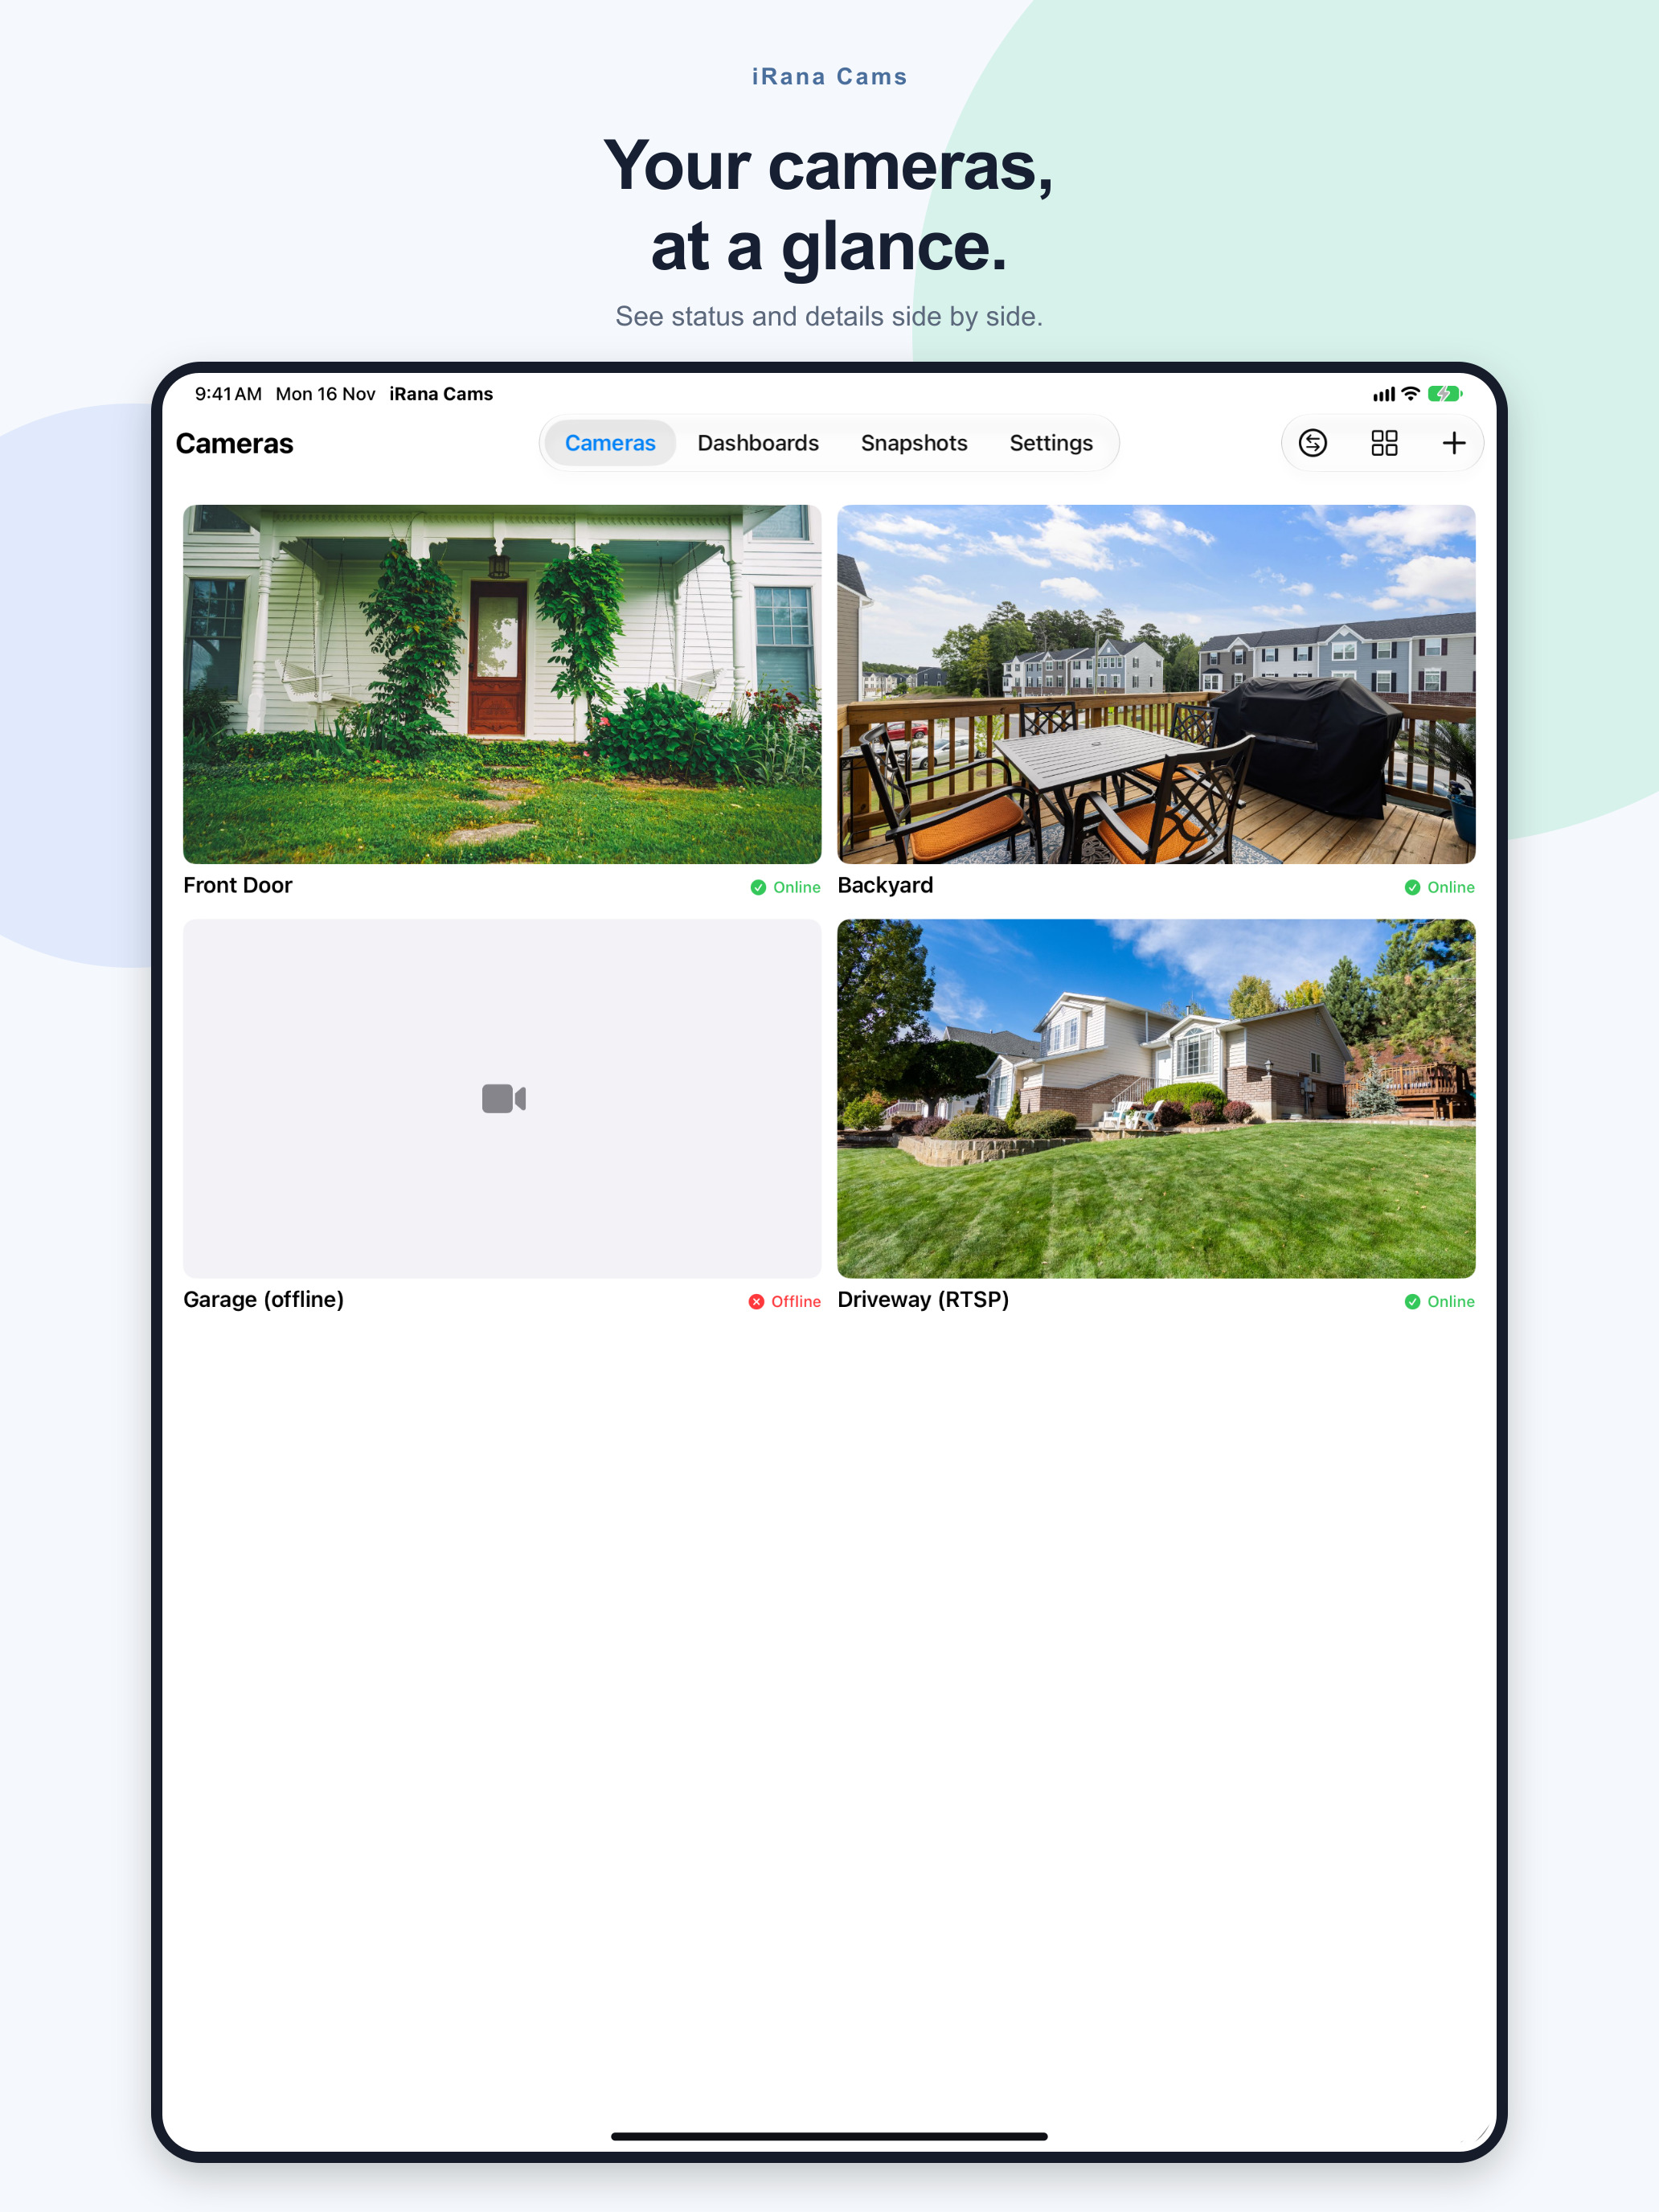 iRana Cams
Your cameras,
at a glance.
See status and details side by side.
9:41 AM Mon 16 Nov iRana Cams
Cameras
Cameras Dashboards Snapshots Settings
Front Door Online
Backyard Online
Garage (offline) Offline
Driveway (RTSP) Online